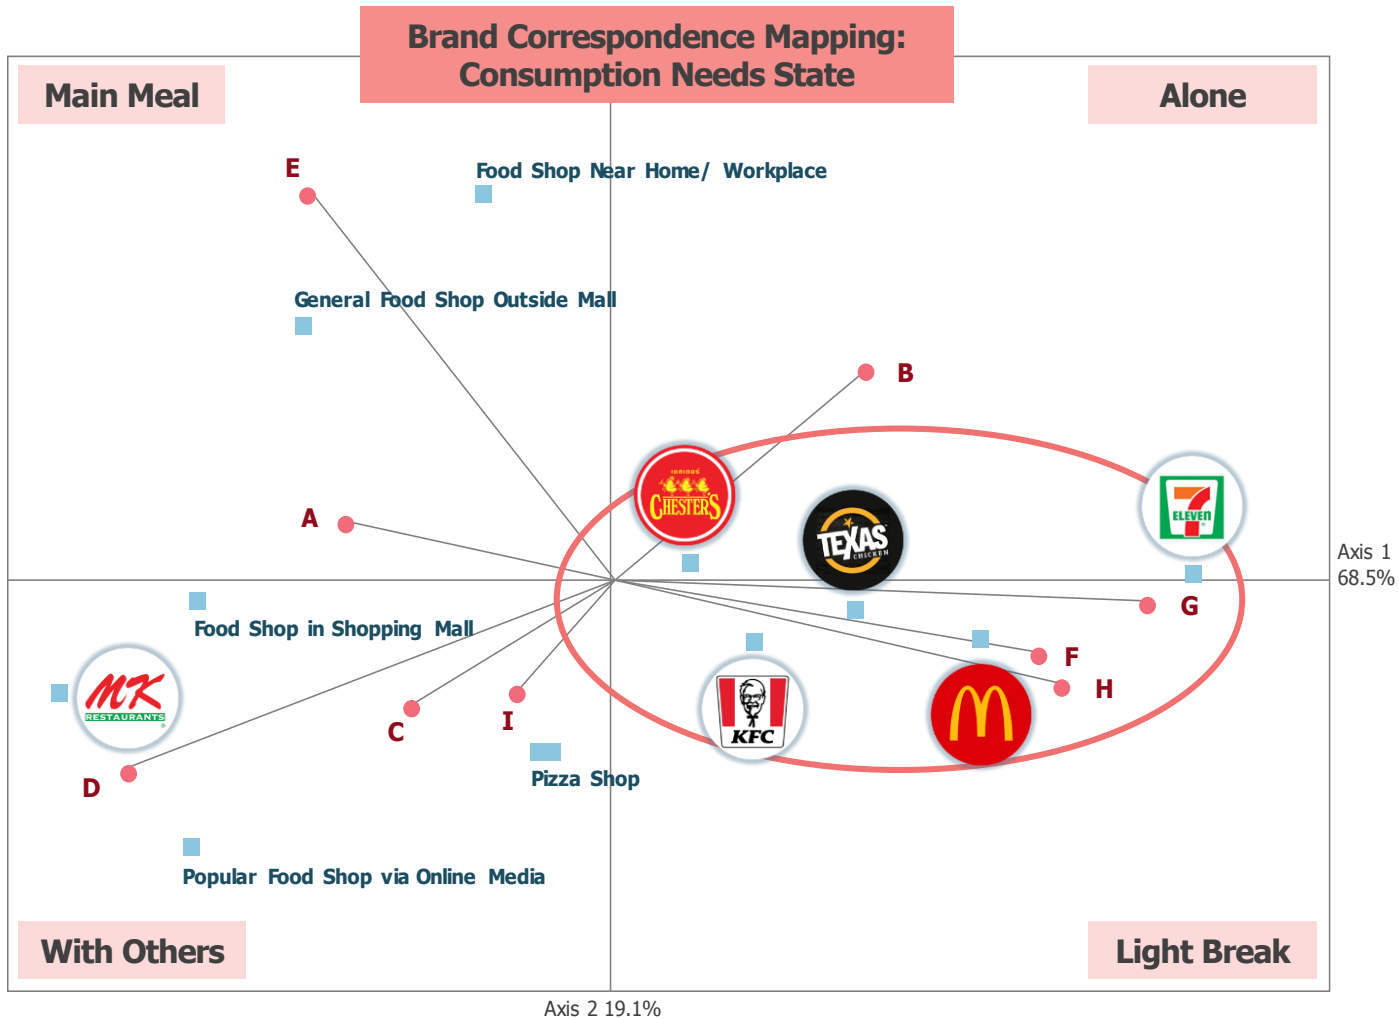 Brand Correspondence Mapping:
Consumption Needs State
Main Meal
Alone
E
Food Shop Near Home/ Workplace
General Food Shop Outside Mall
B
CHESTER'S
7
ELEVEN
A
TEXAS
CHICKEN
Axis 1
68.5%
G
Food Shop in Shopping Mall
F
H
MK
RESTAURANTS
C
I
KFC
D
Pizza Shop
Popular Food Shop via Online Media
With Others
Light Break
Axis 2 19.1%